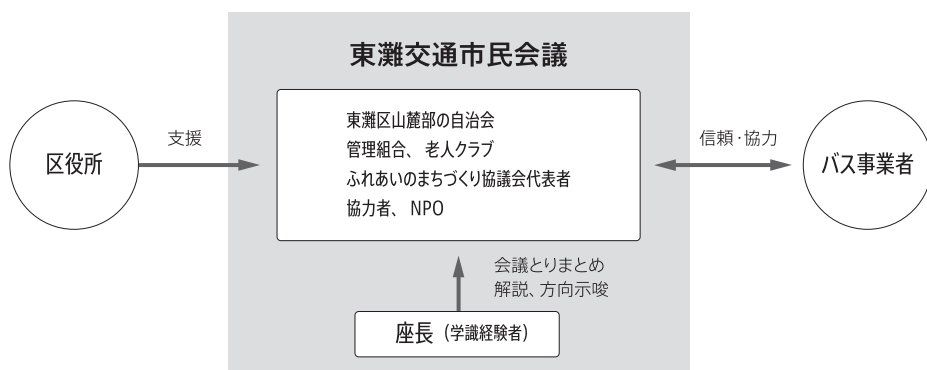 東灘交通市民会議
東灘区山麓部の自治会
管理組合、老人クラブ
ふれあいのまちづくり協議会代表者
協力者、NPO
区役所
支援
信頼・協力
バス事業者
会議とりまとめ
解説、方向示唆
座長（学識経験者）